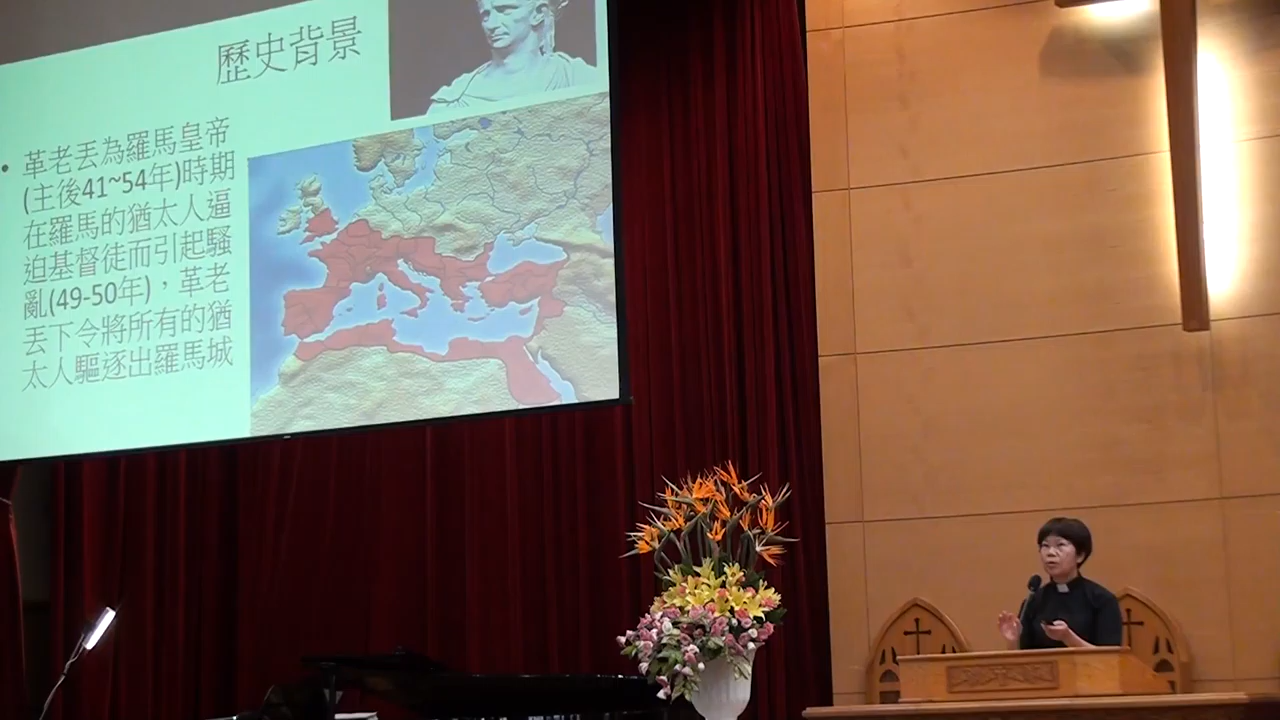 歷史背景
• 革老丟為羅馬皇帝
(主後41~54年)時期
在羅馬的猶太人逼
迫基督徒而引起騷
亂(49-50年)，革老
丟下令將所有的猶
太人驅逐出羅馬城